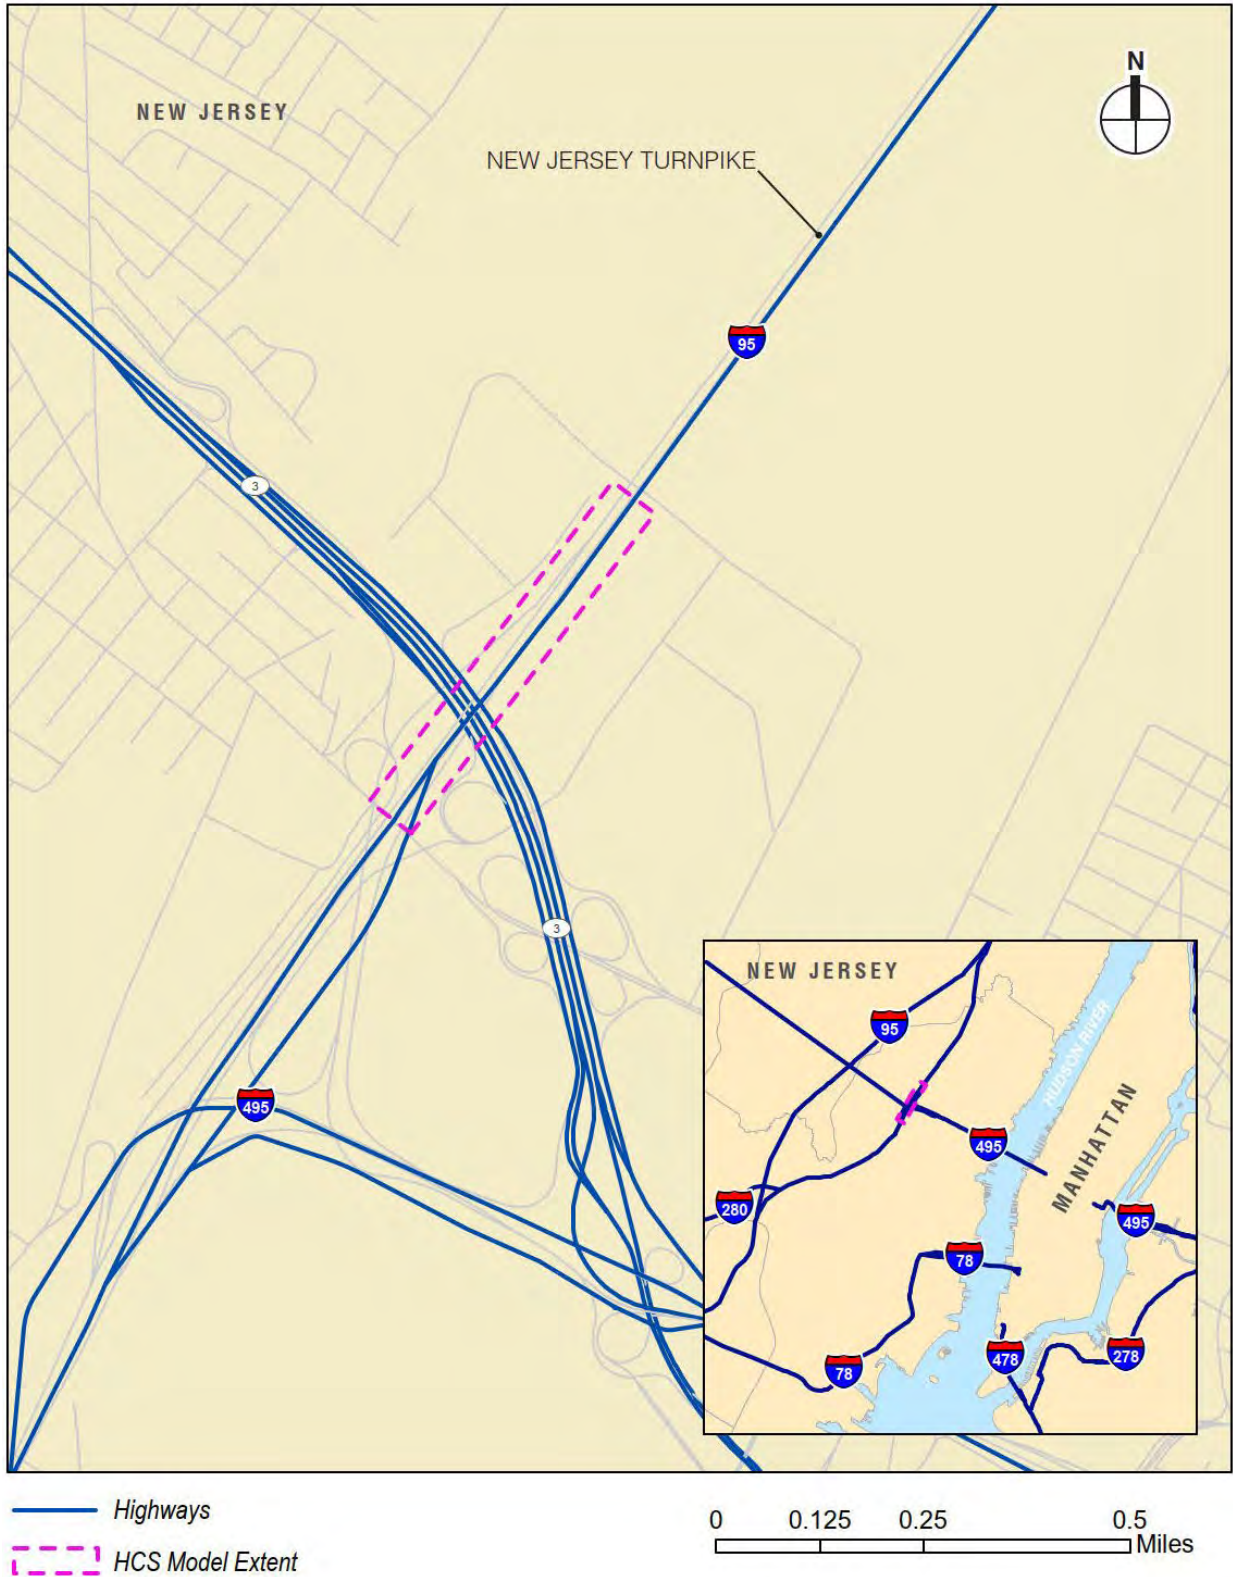 NEW JERSEY
N
NEW JERSEY TURNPIKE
95
3
3
495
NEW JERSEY
95
HUDSON RIVER
MANHATTAN
495
280
495
78
478
278
78
Highways
HCS Model Extent
0 0.125 0.25 0.5
Miles